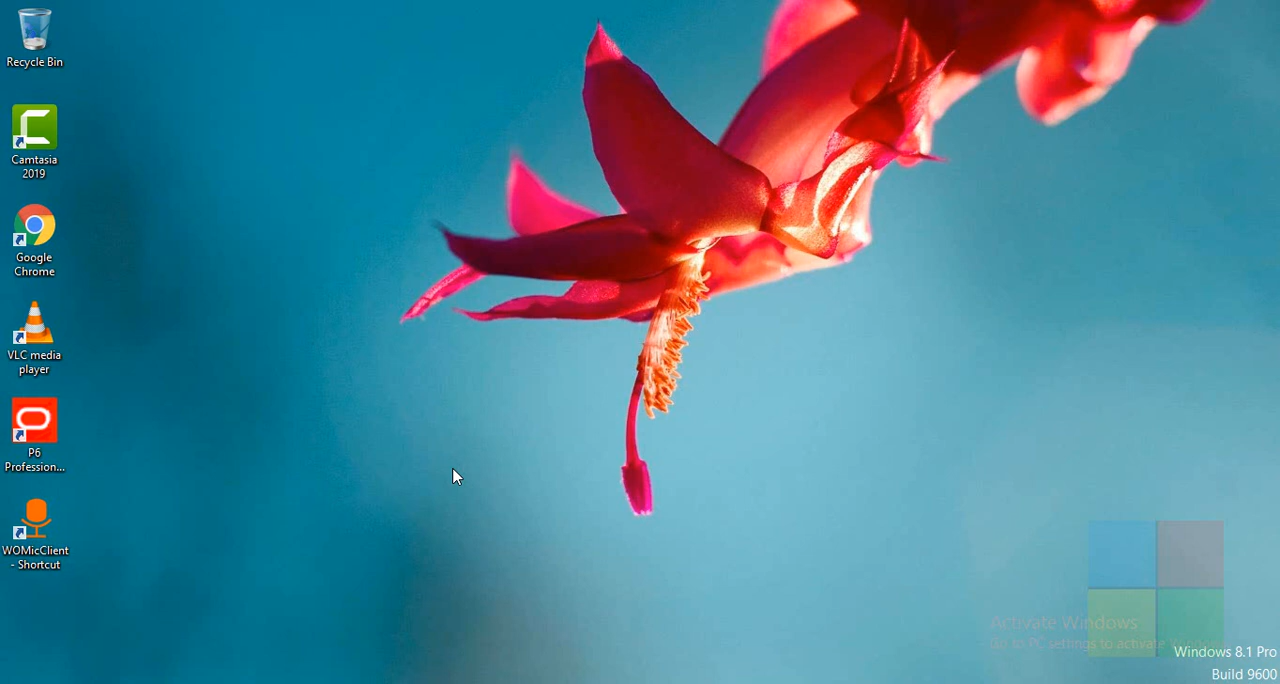 Recycle Bin
Camtasia
2019
Google
Chrome
VLC media
player
P6
Profession...
WOMicClient
- Shortcut
Activate Windows
Go to PC settings to activate Windows.
Windows 8.1 Pro
Build 9600